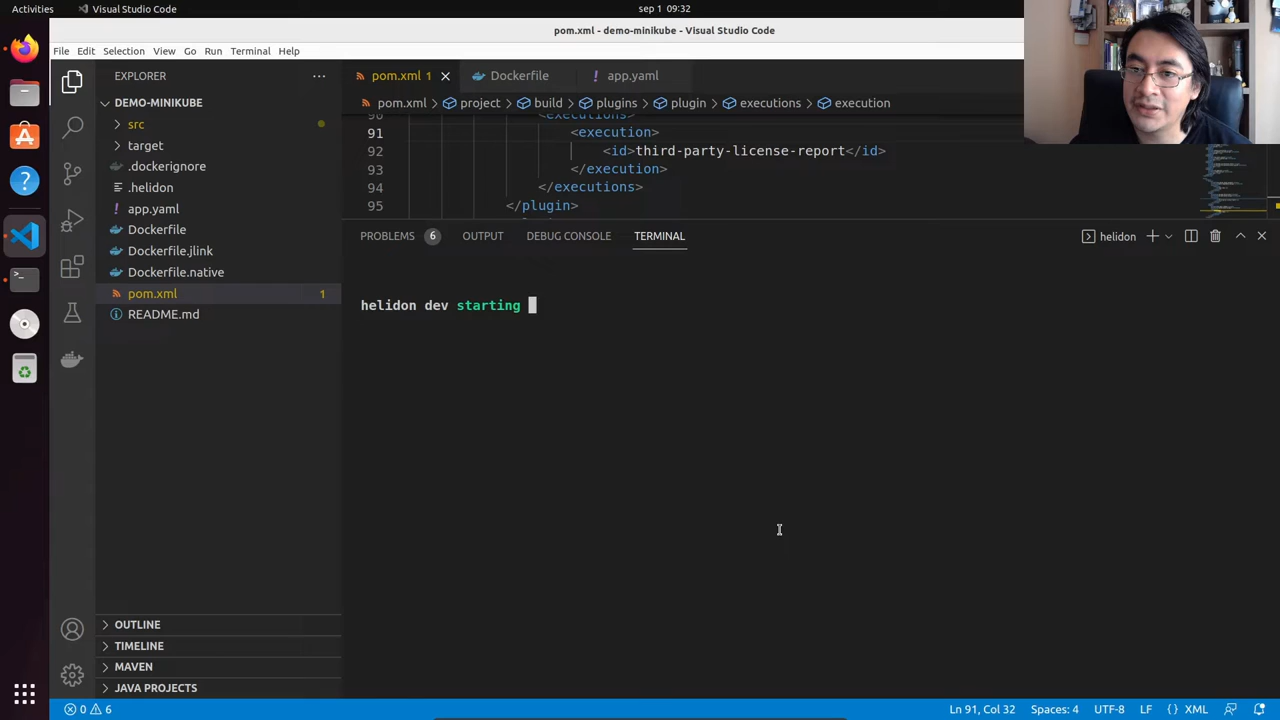 Activities
Visual Studio Code
sep 1 09:32
pom.xml - demo-minikube - Visual Studio Code
File Edit Selection View Go Run Terminal Help
EXPLORER
pom.xml 1
Dockerfile
app.yaml
pom.xml > project > build > plugins > plugin > executions > execution
DEMO-MINIKUBE
src
target
.dockerignore
.helidon
app.yaml
Dockerfile
Dockerfile.jlink
Dockerfile.native
pom.xml 1
README.md
90 <executions>
91 <execution>
92 <id>third-party-license-report</id>
93 </execution>
94 </executions>
95 </plugin>
PROBLEMS 6 OUTPUT DEBUG CONSOLE TERMINAL
helidon
helidon dev starting
OUTLINE
TIMELINE
MAVEN
JAVA PROJECTS
0 6
Ln 91, Col 32 Spaces: 4 UTF-8 LF {} XML